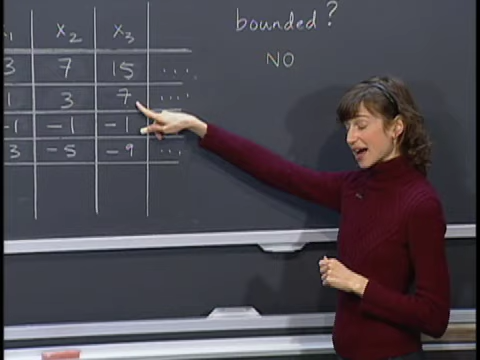 bounded?
NO
x₂ x₃
3 7 15 ....
1 3 7 ....
-1 -1 -1
3 -5 -9 ...